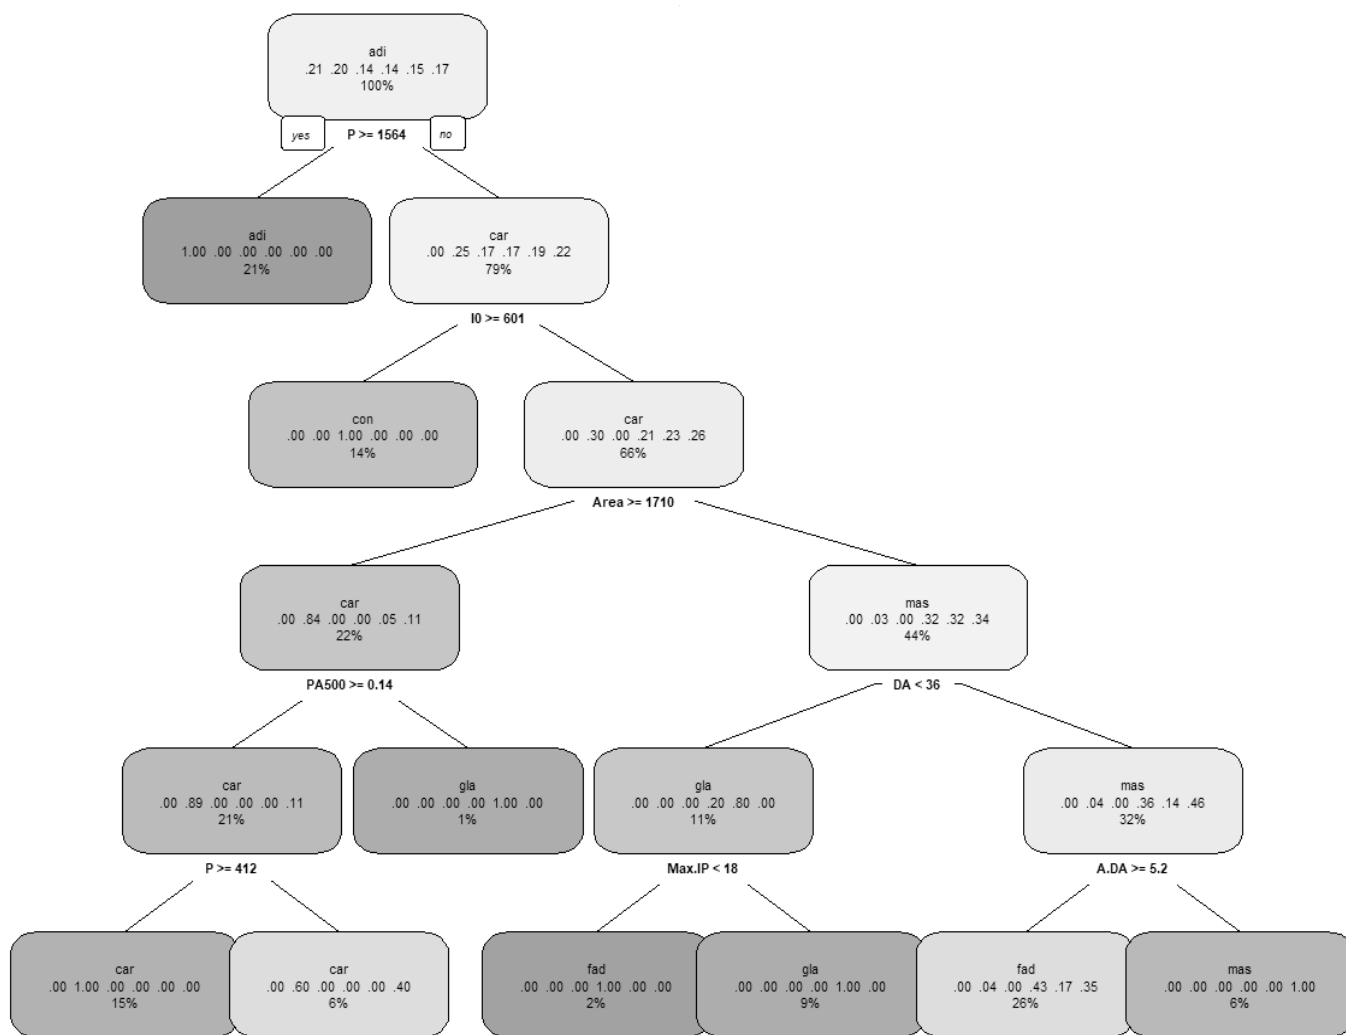 adi
.21 .20 .14 .14 .15 .17
100%
yes P >= 1564 no
adi
1.00 .00 .00 .00 .00 .00
21%
car
.00 .25 .17 .17 .19 .22
79%
I0 >= 601
con
.00 .00 1.00 .00 .00 .00
14%
car
.00 .30 .00 .21 .23 .26
66%
Area >= 1710
car
.00 .84 .00 .00 .05 .11
22%
mas
.00 .03 .00 .32 .32 .34
44%
PA500 >= 0.14
DA < 36
car
.00 .89 .00 .00 .00 .11
21%
gla
.00 .00 .00 .00 1.00 .00
1%
gla
.00 .00 .00 .20 .80 .00
11%
mas
.00 .04 .00 .36 .14 .46
32%
P >= 412
Max.IP < 18
A.DA >= 5.2
car
.00 1.00 .00 .00 .00 .00
15%
car
.00 .60 .00 .00 .00 .40
6%
fad
.00 .00 .00 1.00 .00 .00
2%
gla
.00 .00 .00 .00 1.00 .00
9%
fad
.00 .04 .00 .43 .17 .35
26%
mas
.00 .00 .00 .00 .00 1.00
6%